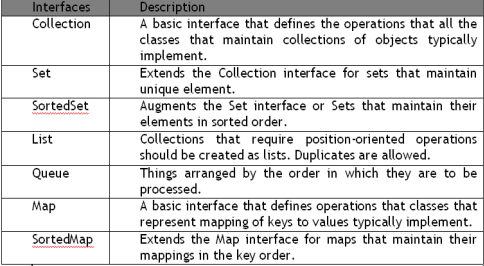 Interfaces Description
Collection A basic interface that defines the operations that all the
classes that maintain collections of objects typically
implement.
Set Extends the Collection interface for sets that maintain
unique element.
SortedSet Augments the Set interface or Sets that maintain their
elements in sorted order.
List Collections that require position-oriented operations
should be created as lists. Duplicates are allowed.
Queue Things arranged by the order in which they are to be
processed.
Map A basic interface that defines operations that classes that
represent mapping of keys to values typically implement.
SortedMap Extends the Map interface for maps that maintain their
mappings in the key order.